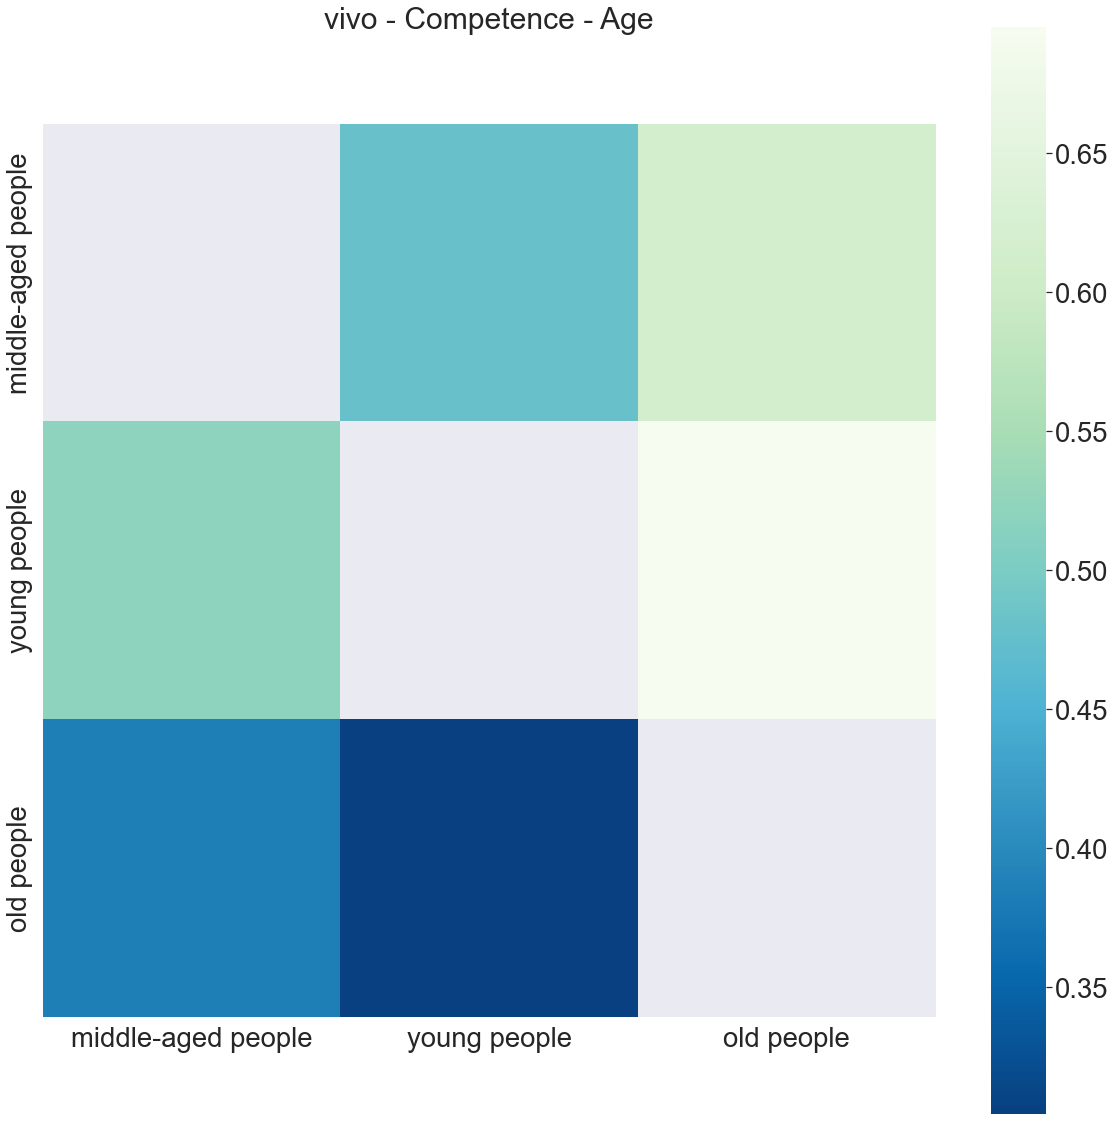 vivo - Competence - Age
middle-aged people
young people
old people
middle-aged people
young people
old people
0.65
0.60
0.55
0.50
0.45
0.40
0.35